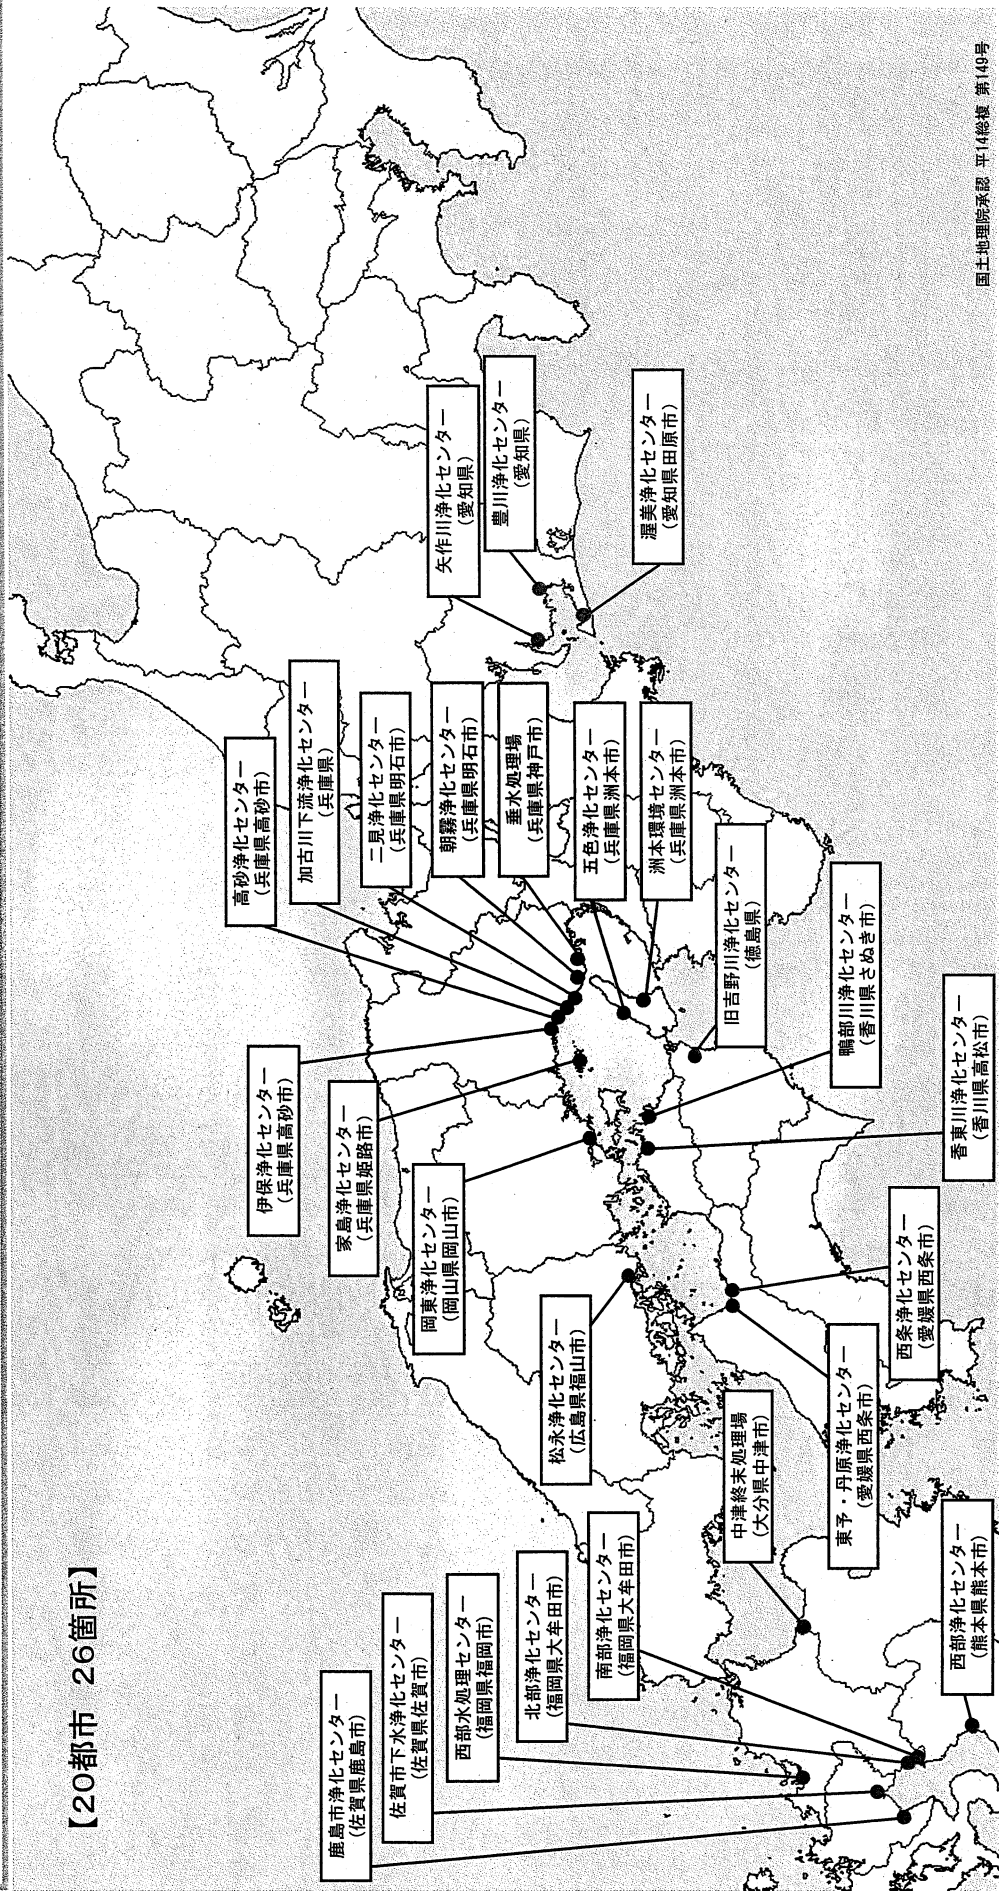 【20都市 26箇所】
鹿島市浄化センター
(佐賀県鹿島市)
佐賀市下水浄化センター
(佐賀県佐賀市)
西部水処理センター
(福岡県福岡市)
北部浄化センター
(福岡県大牟田市)
南部浄化センター
(福岡県大牟田市)
中津終末処理場
(大分県中津市)
西部浄化センター
(熊本県熊本市)
松永浄化センター
(広島県福山市)
東予・丹原浄化センター
(愛媛県西条市)
西条浄化センター
(愛媛県西条市)
伊保浄化センター
(兵庫県高砂市)
家島浄化センター
(兵庫県姫路市)
岡東浄化センター
(岡山県岡山市)
香東川浄化センター
(香川県高松市)
鴨部川浄化センター
(香川県さぬき市)
旧吉野川浄化センター
(徳島県)
高砂浄化センター
(兵庫県高砂市)
加古川下流浄化センター
(兵庫県)
二見浄化センター
(兵庫県明石市)
朝霧浄化センター
(兵庫県明石市)
垂水処理場
(兵庫県神戸市)
五色浄化センター
(兵庫県洲本市)
洲本環境センター
(兵庫県洲本市)
矢作川浄化センター
(愛知県)
豊川浄化センター
(愛知県)
渥美浄化センター
(愛知県田原市)
国土地理院承認 平14総複 第149号